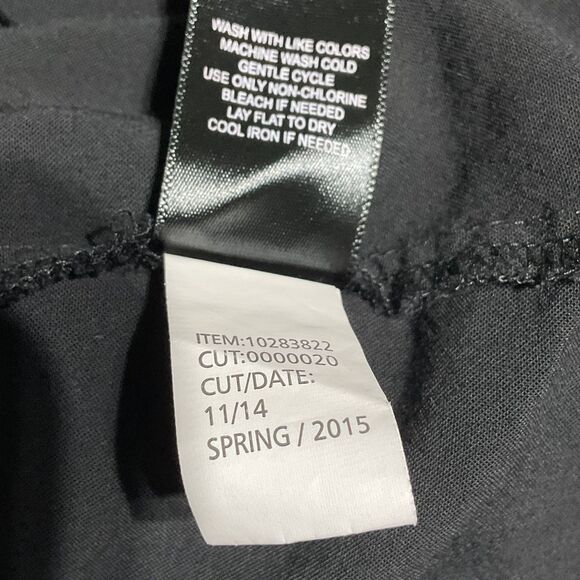 WASH WITH LIKE COLORS
MACHINE WASH COLD
GENTLE CYCLE
USE ONLY NON-CHLORINE
BLEACH IF NEEDED
LAY FLAT TO DRY
COOL IRON IF NEEDED
ITEM:10283822
CUT:0000020
CUT/DATE:
11/14
SPRING / 2015